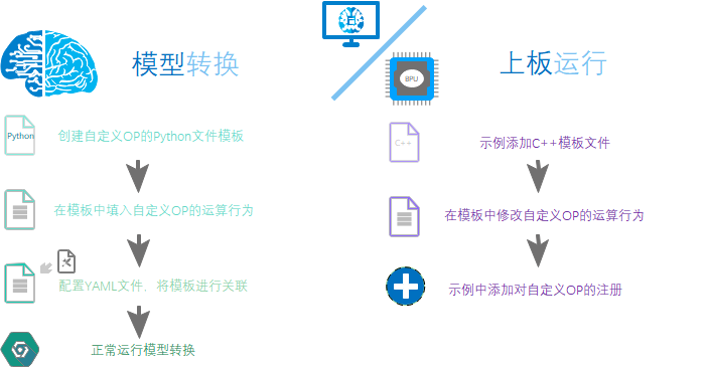 模型转换
Python
创建自定义OP的Python文件模板
在模板中填入自定义OP的运算行为
配置YAML文件，将模板进行关联
正常运行模型转换
上板运行
BPU
C++
示例添加C++模板文件
在模板中修改自定义OP的运算行为
示例中添加对自定义OP的注册